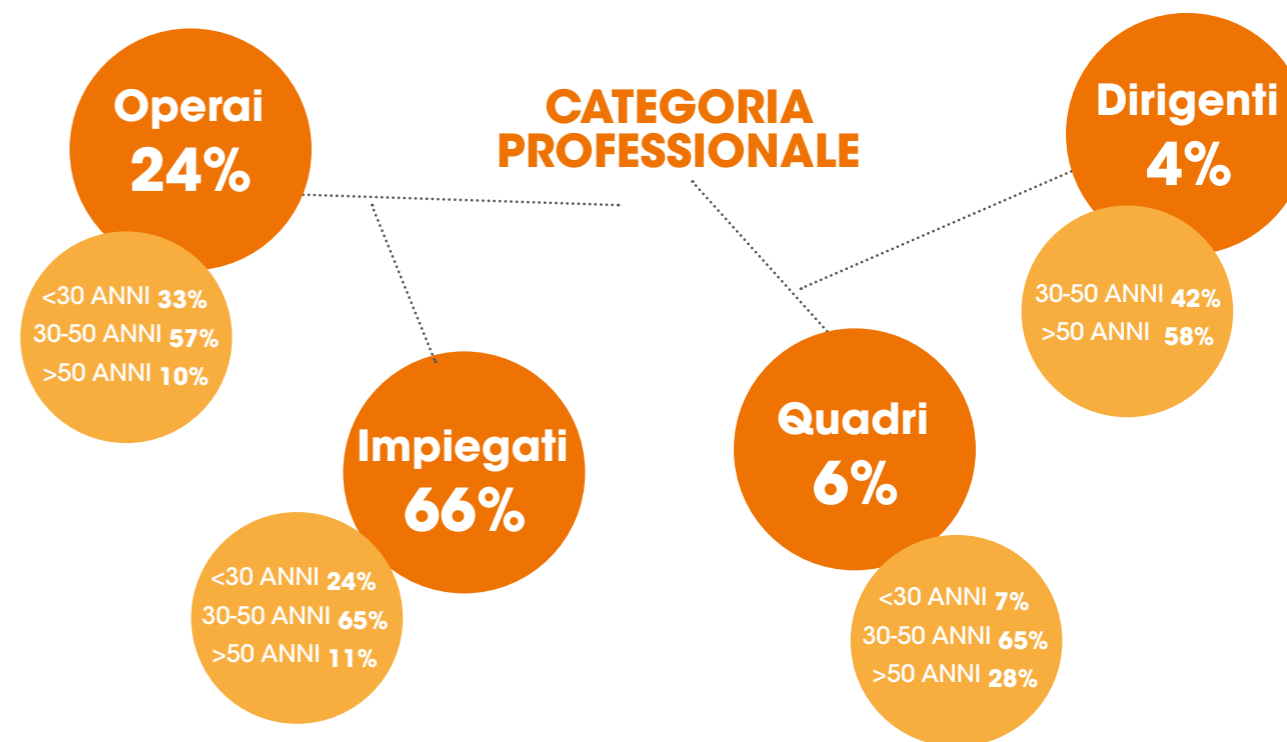 CATEGORIA
PROFESSIONALE
Operai
24%
<30 ANNI 33%
30-50 ANNI 57%
>50 ANNI 10%
Impiegati
66%
<30 ANNI 24%
30-50 ANNI 65%
>50 ANNI 11%
Quadri
6%
<30 ANNI 7%
30-50 ANNI 65%
>50 ANNI 28%
Dirigenti
4%
30-50 ANNI 42%
>50 ANNI 58%